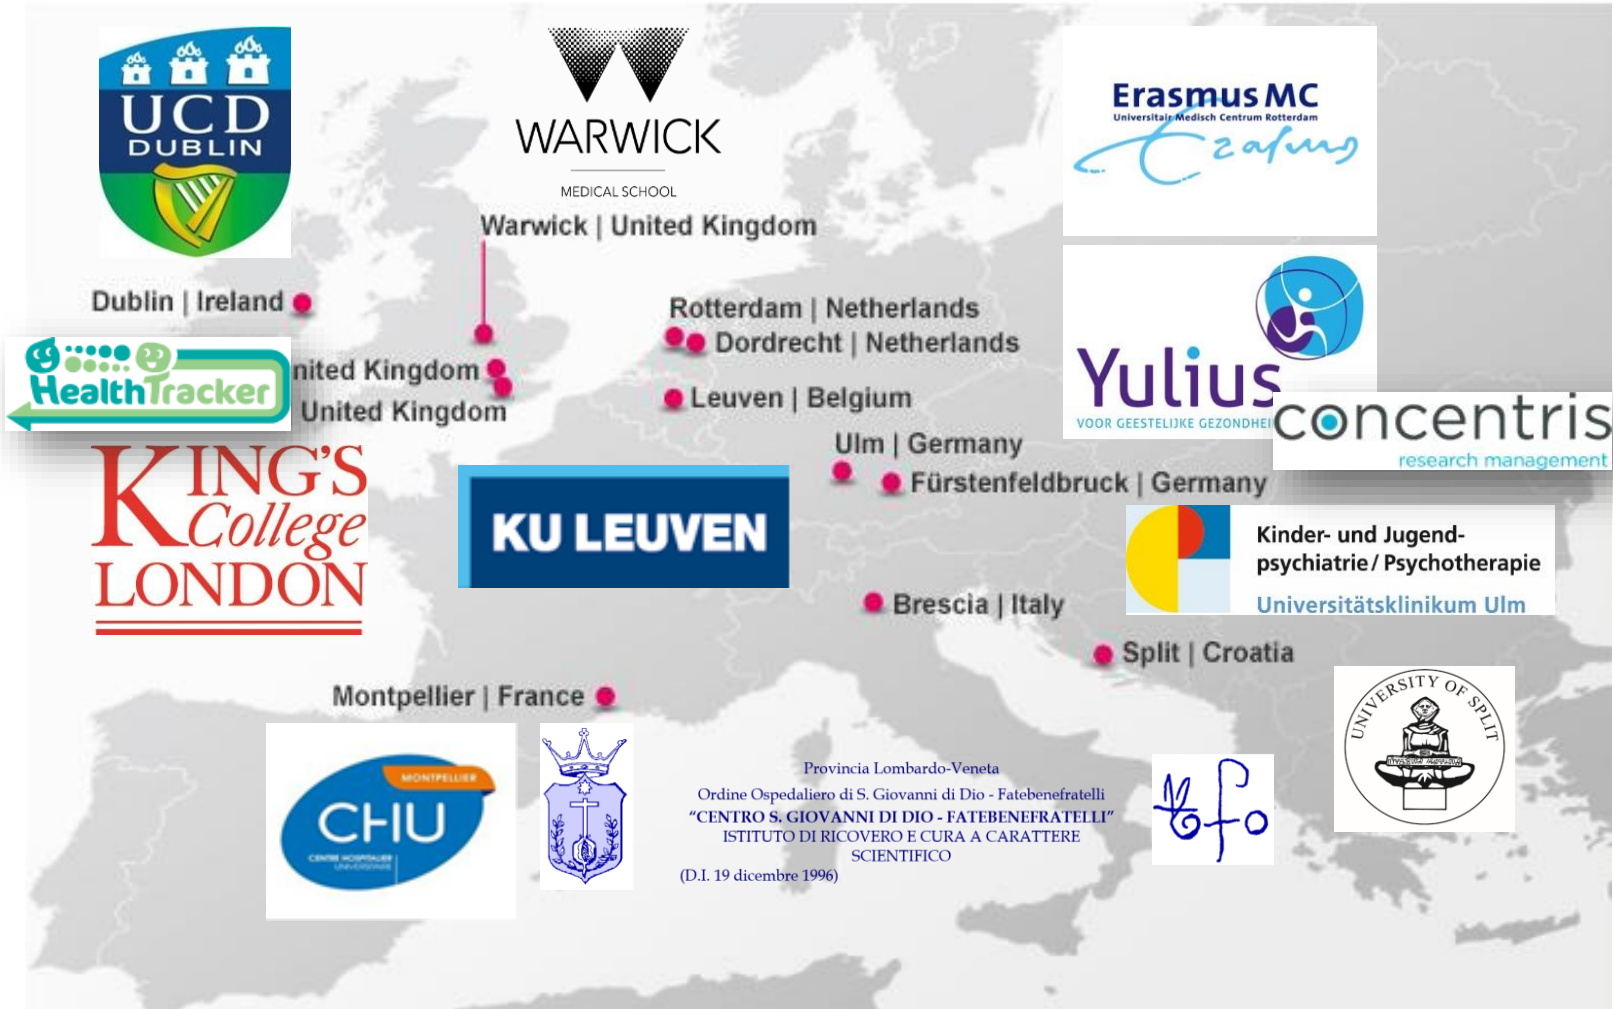 UCD
DUBLIN
WARWICK
MEDICAL SCHOOL
Warwick | United Kingdom
Erasmus MC
Universitair Medisch Centrum Rotterdam
Erasmus
Dublin | Ireland
Rotterdam | Netherlands
Dordrecht | Netherlands
Yulius
VOOR GEESTELIJKE GEZONDHEI
HealthTracker
nited Kingdom
United Kingdom
Leuven | Belgium
concentris
research management
Ulm | Germany
Fürstenfeldbruck | Germany
KING'S
College
LONDON
KU LEUVEN
Kinder- und Jugend-
psychiatrie / Psychotherapie
Universitätsklinikum Ulm
Brescia | Italy
Split | Croatia
Montpellier | France
UNIVERSITY OF SPLIT
MONTPELLIER
CHU
CENTRE HOSPITALIER
UNIVERSITAIRE
Provincia Lombardo-Veneta
Ordine Ospedaliero di S. Giovanni di Dio - Fatebenefratelli
“CENTRO S. GIOVANNI DI DIO - FATEBENEFRATELLI”
ISTITUTO DI RICOVERO E CURA A CARATTERE
SCIENTIFICO
(D.I. 19 dicembre 1996)